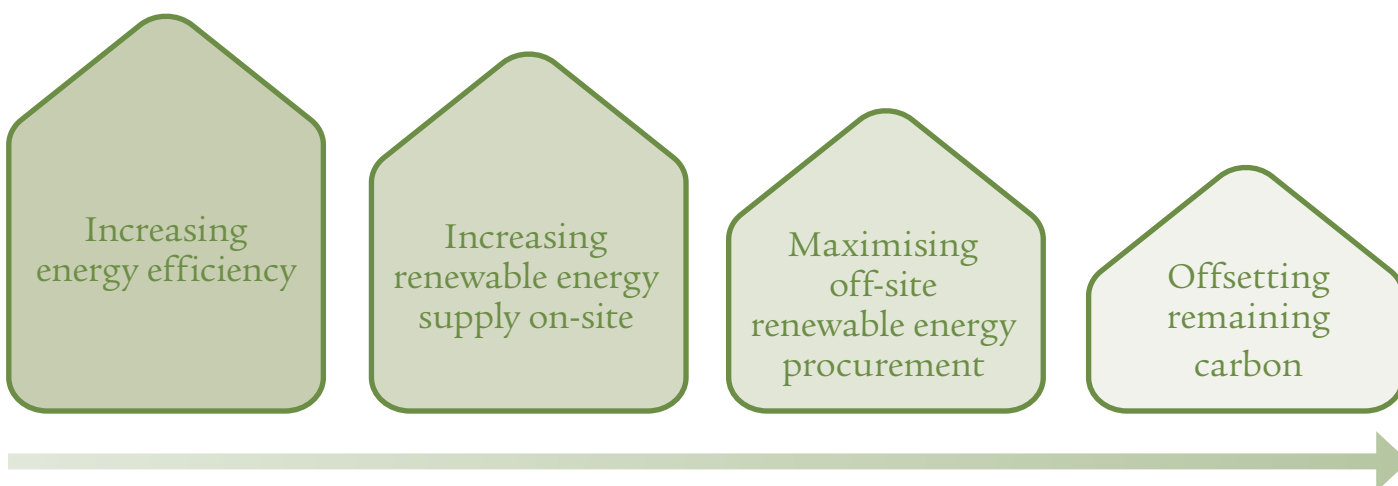 Increasing
energy efficiency
Increasing
renewable energy
supply on-site
Maximising
off-site
renewable energy
procurement
Offsetting
remaining
carbon